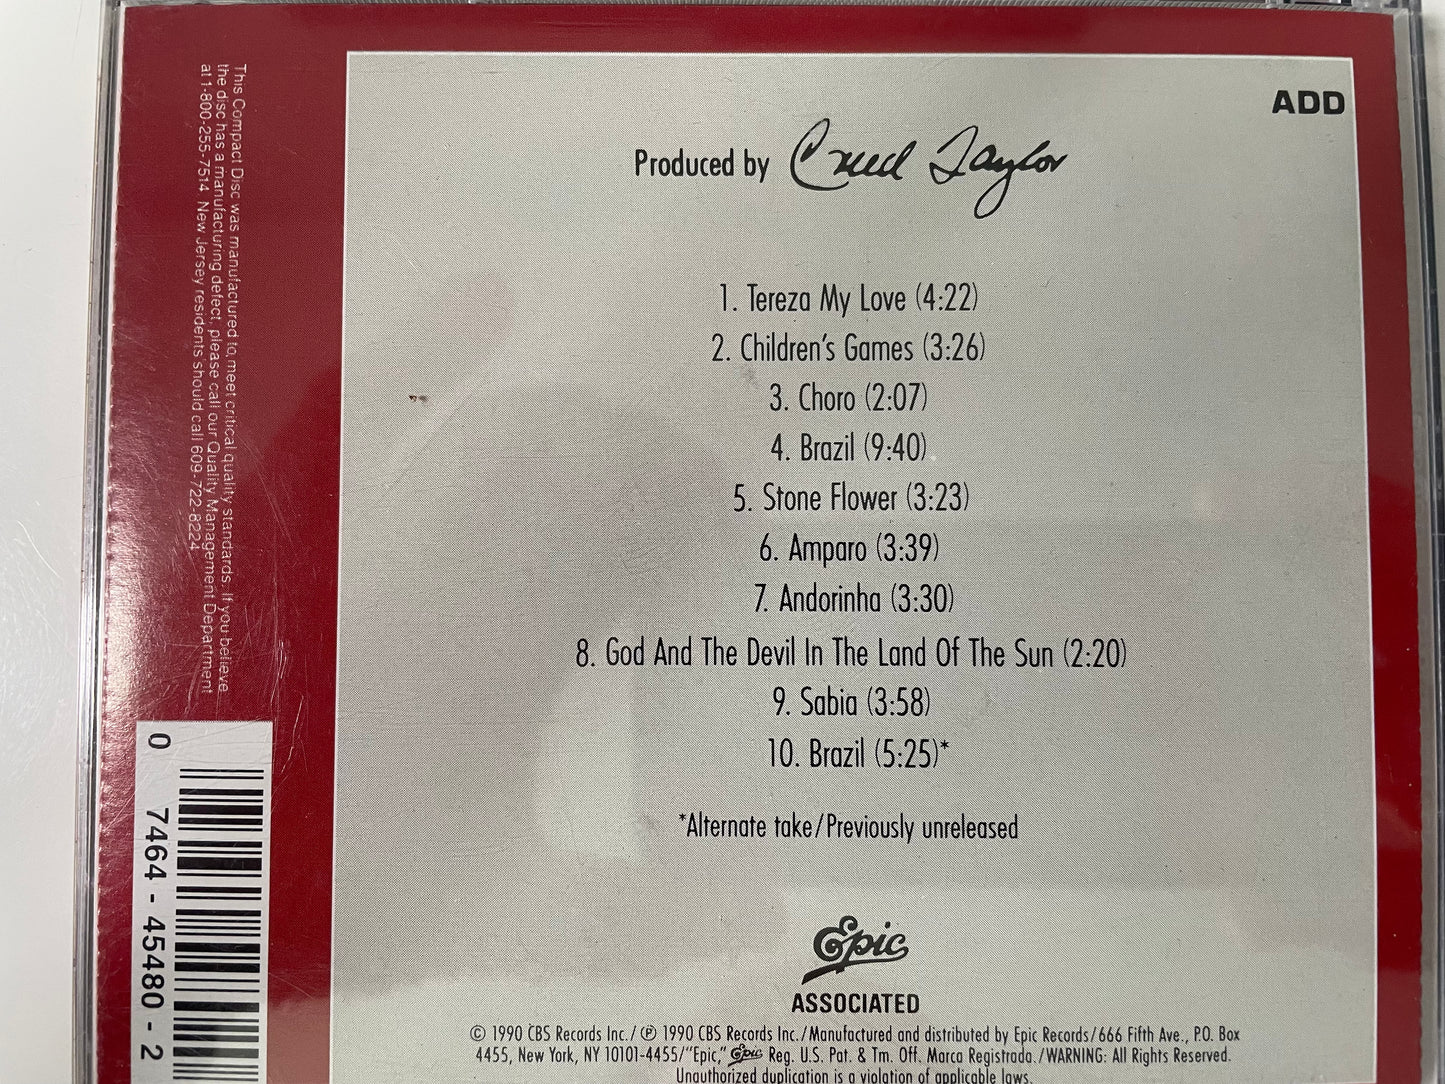 ADD
Produced by Creed Taylor
1. Tereza My Love (4:22)
2. Children's Games (3:26)
3. Choro (2:07)
4. Brazil (9:40)
5. Stone Flower (3:23)
6. Amparo (3:39)
7. Andorinha (3:30)
8. God And The Devil In The Land Of The Sun (2:20)
9. Sabia (3:58)
10. Brazil (5:25)*
*Alternate take/Previously unreleased
Epic
ASSOCIATED
© 1990 CBS Records Inc./ ℗ 1990 CBS Records Inc./Manufactured and distributed by Epic Records/666 Fifth Ave., P.O. Box
4455, New York, NY 10101-4455/"Epic," Epic Reg. U.S. Pat. & Tm. Off. Marca Registrada./WARNING: All Rights Reserved.
Unauthorized duplication is a violation of applicable laws.
This Compact Disc was manufactured to meet critical quality standards. If you believe
the disc has a manufacturing defect, please call our Quality Management Department
at 1-800-255-7514 New Jersey residents should call 609-722-8224
0 7464-45480-2